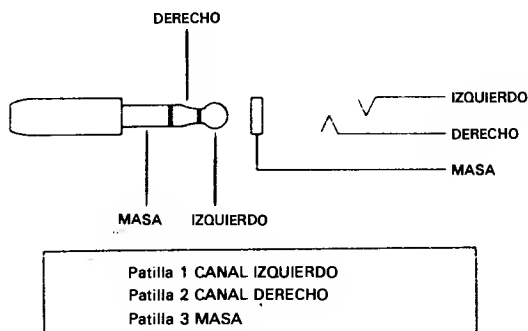 DERECHO
IZQUIERDO
DERECHO
MASA
MASA IZQUIERDO
Patilla 1 CANAL IZQUIERDO
Patilla 2 CANAL DERECHO
Patilla 3 MASA